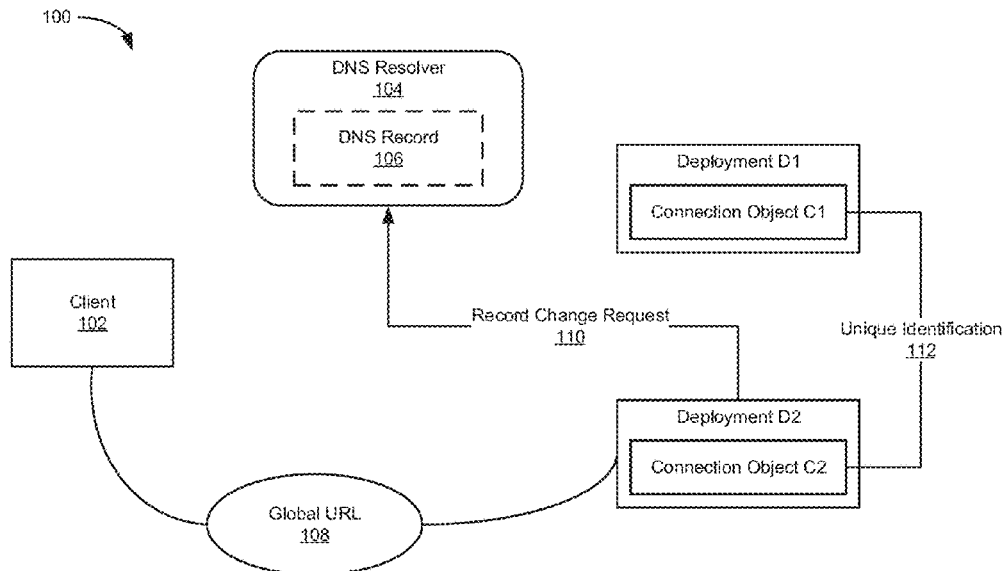 100
DNS Resolver
104
DNS Record
106
Deployment D1
Connection Object C1
Client
102
Record Change Request
110
Unique Identification
112
Deployment D2
Connection Object C2
Global URL
108